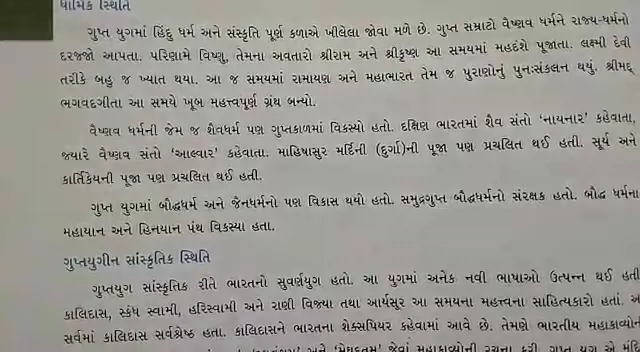 ધાર્મિક સ્થિતિ
ગુપ્ત યુગમાં હિંદુ ધર્મ અને સંસ્કૃતિ પૂર્ણ કળાએ ખીલેલા જોવા મળે છે. ગુપ્ત સમ્રાટો વૈષ્ણવ ધર્મને રાજ્ય-ધર્મનો
દરજ્જો આપતા. પરિણામે વિષ્ણુ, તેમના અવતારો શ્રીરામ અને શ્રીકૃષ્ણ આ સમયમાં મહદંશે પૂજાતા. લક્ષ્મી દેવી
તરીકે બહુ જ ખ્યાત થયા. આ જ સમયમાં રામાયણ અને મહાભારત તેમ જ પુરાણોનું પુનઃસંકલન થયું. શ્રીમદ્
ભગવદગીતા આ સમયે ખૂબ મહત્ત્વપૂર્ણ ગ્રંથ બન્યો.
વૈષ્ણવ ધર્મની જેમ જ શૈવધર્મ પણ ગુપ્તકાળમાં વિકસ્યો હતો. દક્ષિણ ભારતમાં શૈવ સંતો ‘નાયનાર’ કહેવાતા,
જ્યારે વૈષ્ણવ સંતો ‘આલ્વાર’ કહેવાતા. માહિષાસુર મર્દિની (દુર્ગા)ની પૂજા પણ પ્રચલિત થઈ હતી. સૂર્ય અને
કાર્તિકેયની પૂજા પણ પ્રચલિત થઈ હતી.
ગુપ્ત યુગમાં બૌદ્ધધર્મ અને જૈનધર્મનો પણ વિકાસ થયો હતો. સમુદ્રગુપ્ત બૌદ્ધધર્મનો સંરક્ષક હતો. બૌદ્ધ ધર્મના
મહાયાન અને હિનયાન પંથ વિકસ્યા હતા.
ગુપ્તયુગીન સાંસ્કૃતિક સ્થિતિ
ગુપ્તયુગ સાંસ્કૃતિક રીતે ભારતનો સુવર્ણયુગ હતો. આ યુગમાં અનેક નવી ભાષાઓ ઉત્પન્ન થઈ હતી
કાલિદાસ, સ્કંધ સ્વામી, હરિસ્વામી અને રાણી વિજ્યા તથા આર્યસુર આ સમયના મહત્ત્વના સાહિત્યકારો હતાં. આ
સર્વમાં કાલિદાસ સર્વશ્રેષ્ઠ હતા. કાલિદાસને ભારતના શેક્સપિયર કહેવામાં આવે છે. તેમણે ભારતીય મહાકાવ્યોન
અને ‘મેઘદૂતમ’ જેવાં મહાકાવ્યોની રચના કરી. ગુપ્ત યુગ એ